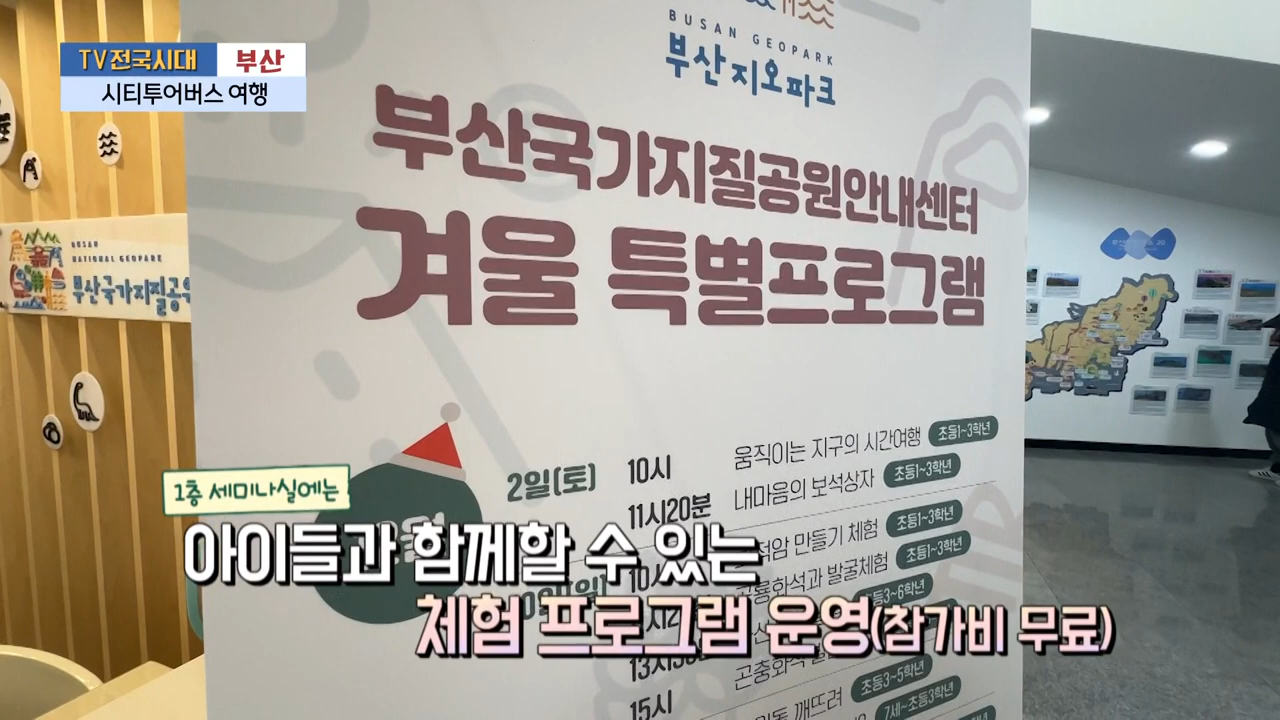 TV전국시대 부산
시티투어버스 여행
BUSAN GEOPARK
부산지오파크
부산국가지질공원안내센터
겨울 특별프로그램
BUSAN
NATIONAL GEOPARK
부산국가지질공원
2일(토) 10시 움직이는 지구의 시간여행 초등1~3학년
11시20분 내마음의 보석상자 초등1~3학년
만들기 체험 초등1~3학년
공룡화석과 발굴체험 초등1~3학년
초등3~6학년
15시 깨뜨려 초등3~5학년
7세~초등3학년
1층 세미나실에는
아이들과 함께할 수 있는
체험 프로그램 운영(참가비 무료)